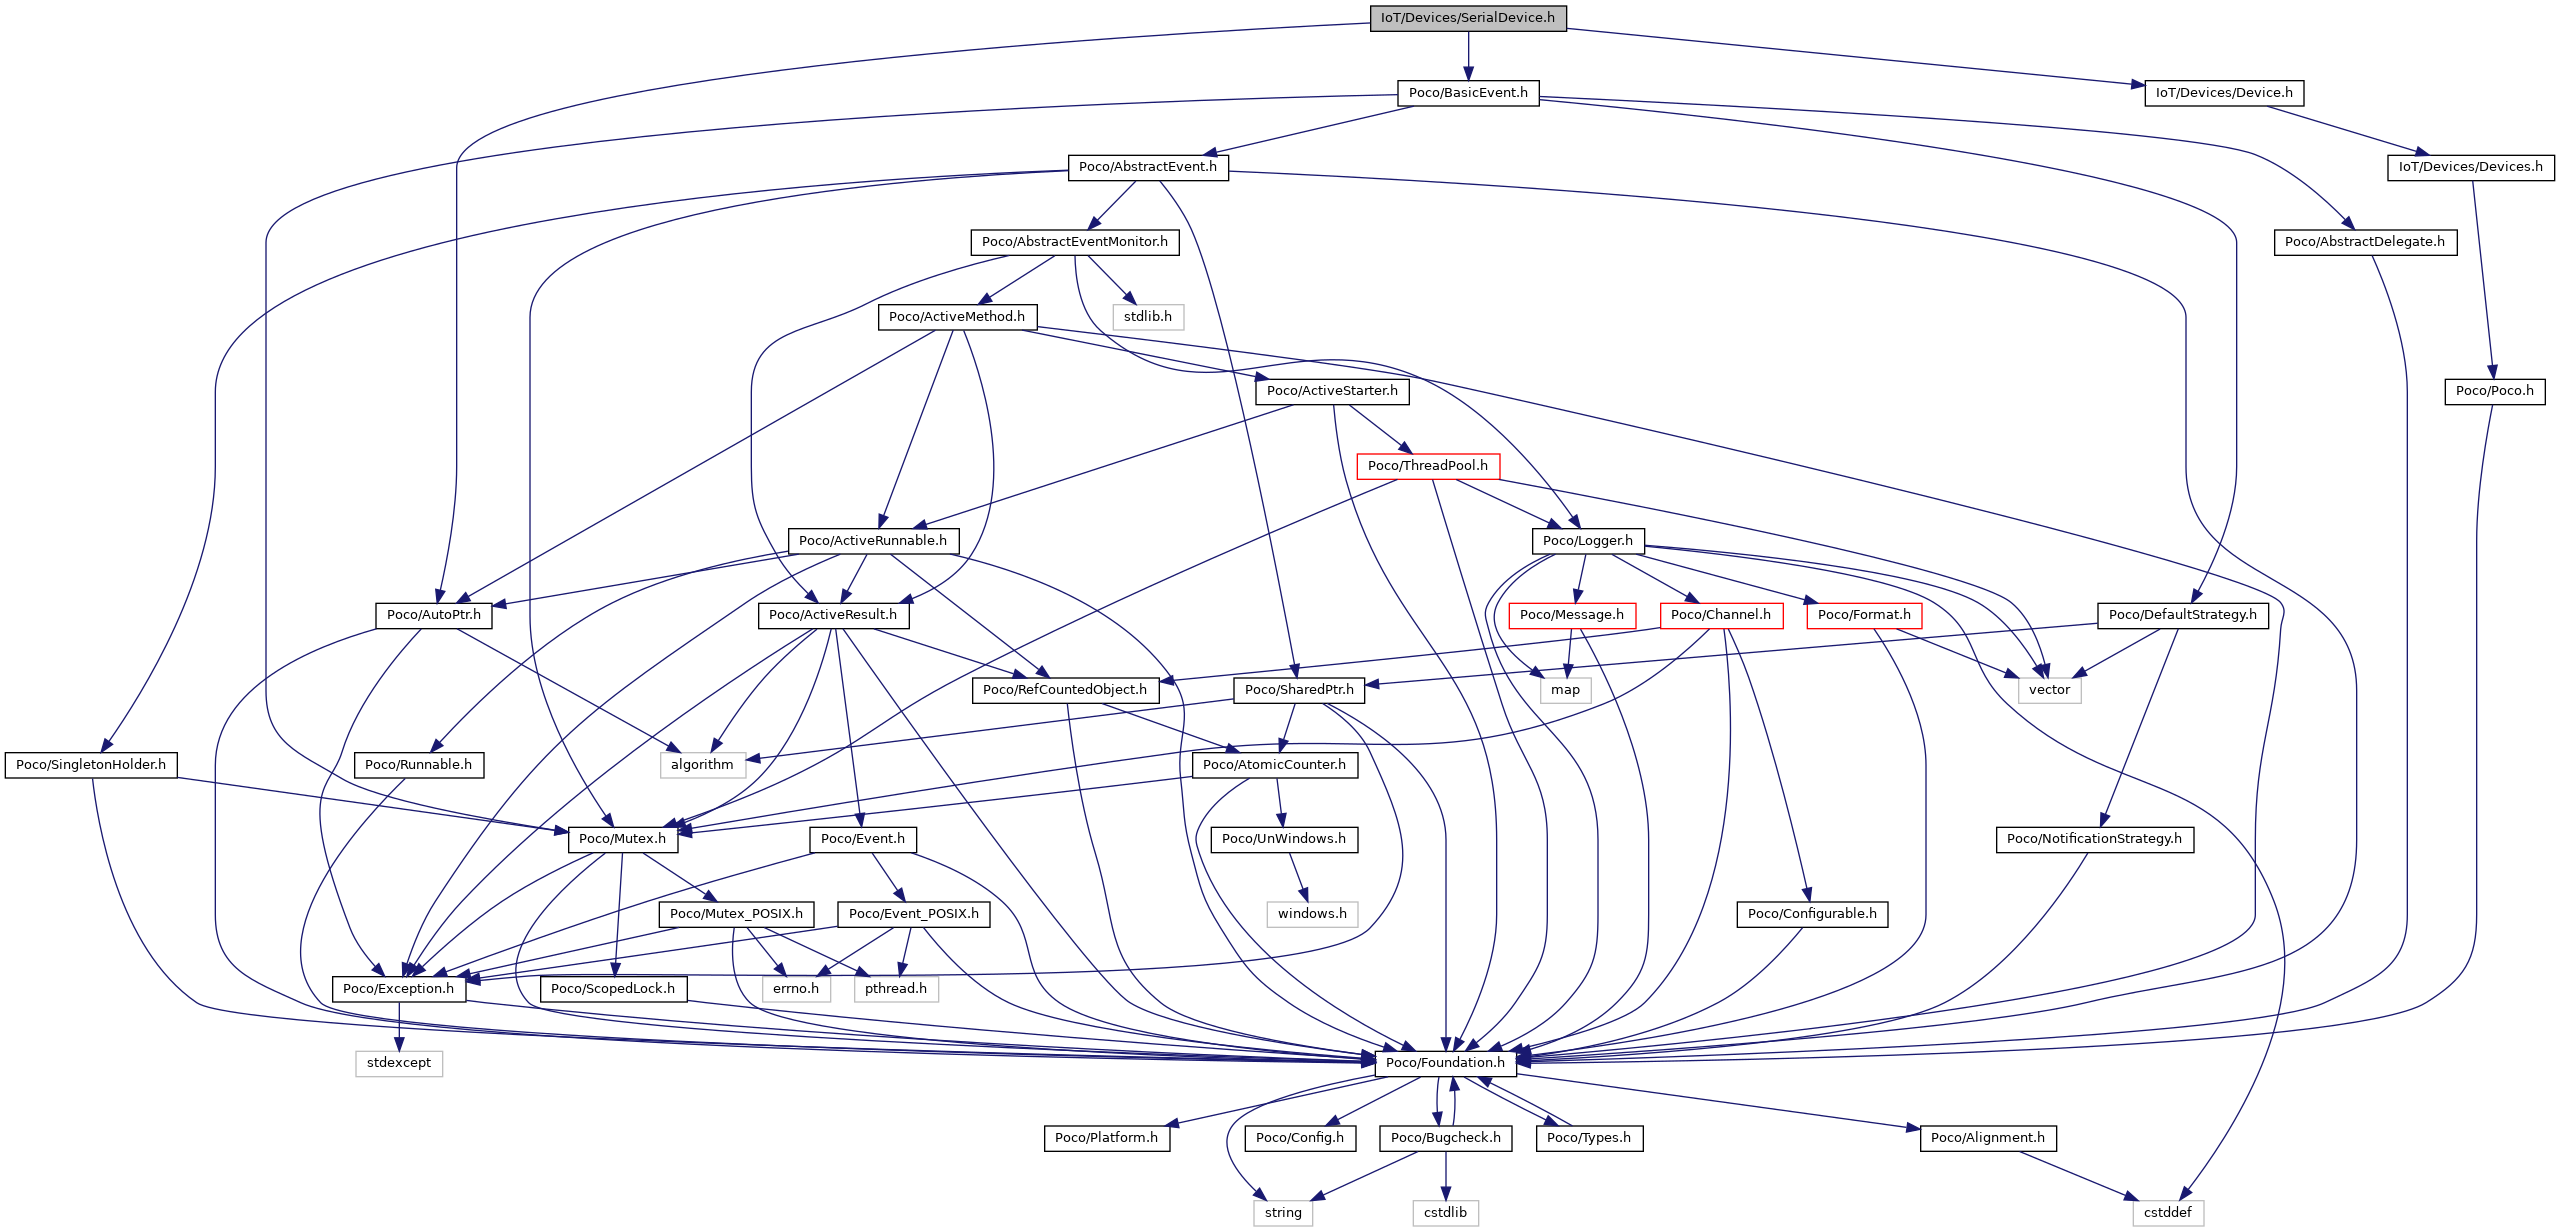 IoT/Devices/SerialDevice.h
Poco/BasicEvent.h
IoT/Devices/Device.h
Poco/AbstractEvent.h
IoT/Devices/Devices.h
Poco/AbstractEventMonitor.h
Poco/AbstractDelegate.h
Poco/ActiveMethod.h
stdlib.h
Poco/ActiveStarter.h
Poco/Poco.h
Poco/ThreadPool.h
Poco/ActiveRunnable.h
Poco/Logger.h
Poco/AutoPtr.h
Poco/ActiveResult.h
Poco/Message.h
Poco/Channel.h
Poco/Format.h
Poco/DefaultStrategy.h
Poco/RefCountedObject.h
Poco/SharedPtr.h
map
vector
Poco/SingletonHolder.h
Poco/Runnable.h
algorithm
Poco/AtomicCounter.h
Poco/Mutex.h
Poco/Event.h
Poco/UnWindows.h
Poco/NotificationStrategy.h
Poco/Mutex_POSIX.h
Poco/Event_POSIX.h
windows.h
Poco/Configurable.h
Poco/Exception.h
Poco/ScopedLock.h
errno.h
pthread.h
stdexcept
Poco/Foundation.h
Poco/Platform.h
Poco/Config.h
Poco/Bugcheck.h
Poco/Types.h
Poco/Alignment.h
string
cstdlib
cstddef